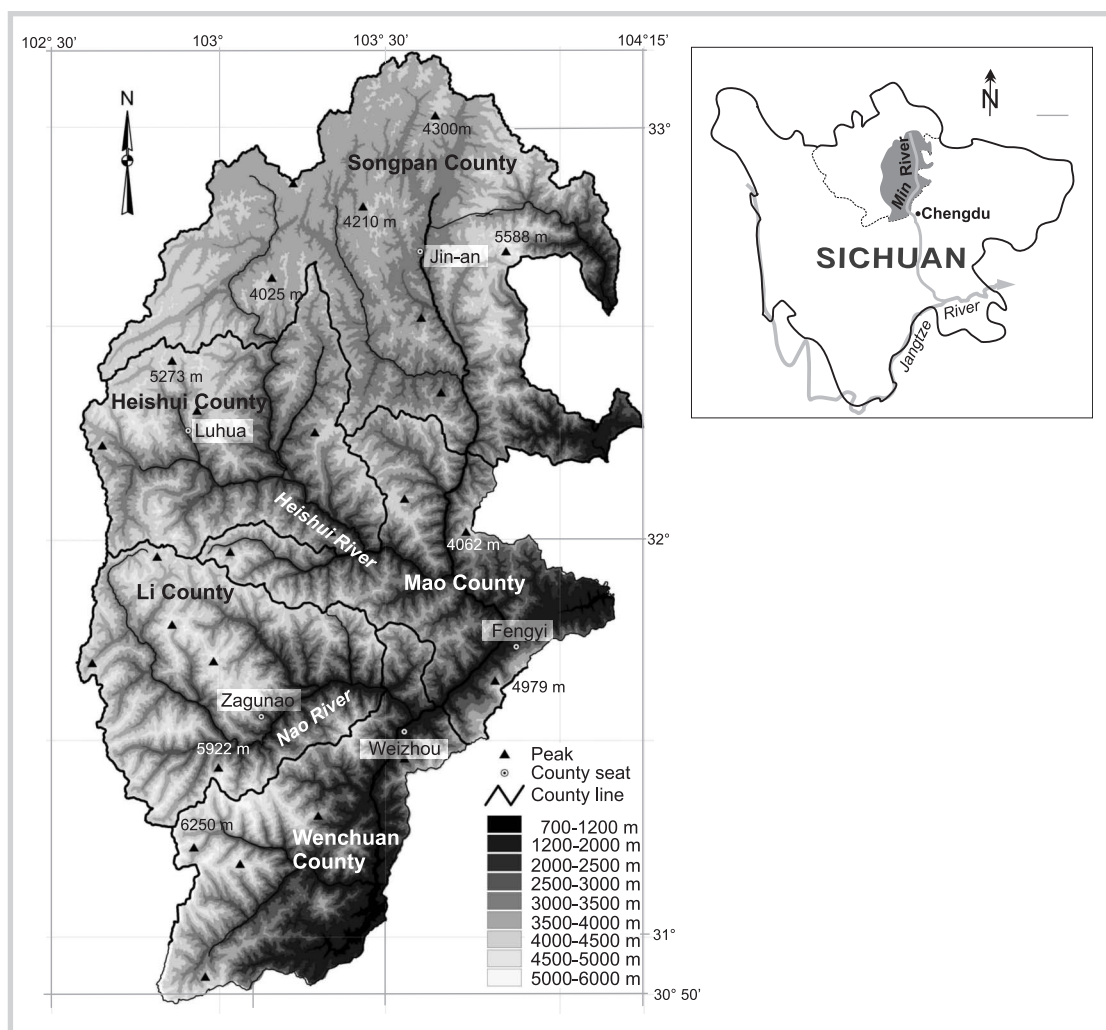 102° 30'
103°
103° 30'
104° 15'
N
4300m
33°
Songpan County
4210 m
5588 m
Jin-an
4025 m
5273 m
Heishui County
Luhua
Heishui River
32°
4062 m
Mao County
Li County
Fengyi
4979 m
Zagunao
Nao River
5922 m
Weizhou
6250 m
Wenchuan
County
Peak
County seat
County line
700-1200 m
1200-2000 m
2000-2500 m
2500-3000 m
3000-3500 m
3500-4000 m
4000-4500 m
4500-5000 m
5000-6000 m
31°
30° 50'
N
Min River
Chengdu
SICHUAN
Jangtze River